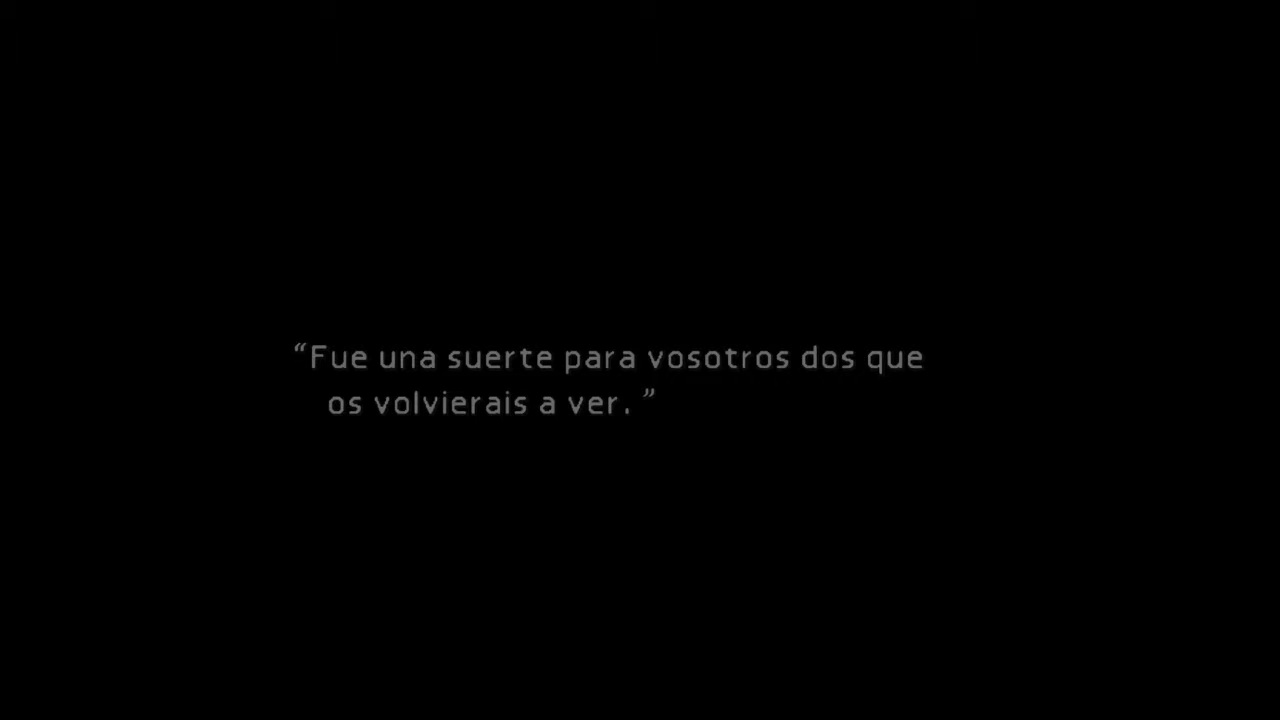 “Fue una suerte para vosotros dos que
os volvierais a ver. ”